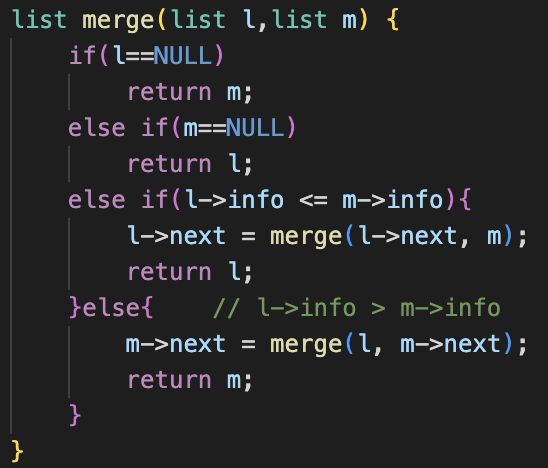 list merge(list l,list m) {
    if(l==NULL)
        return m;
    else if(m==NULL)
        return l;
    else if(l->info <= m->info){
        l->next = merge(l->next, m);
        return l;
    }else{    // l->info > m->info
        m->next = merge(l, m->next);
        return m;
    }
}